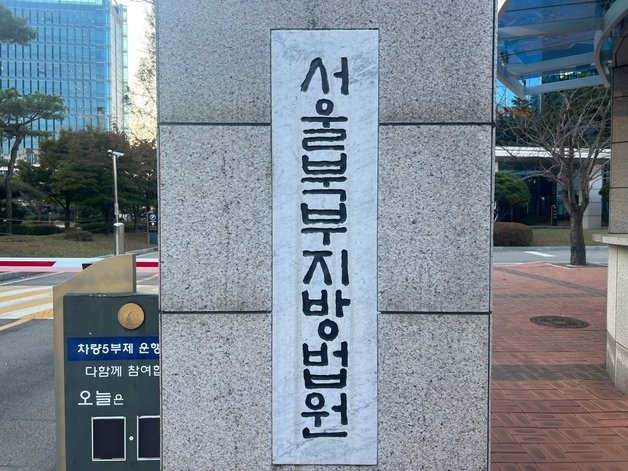 서울북부지방법원
차량5부제 운행
다함께 참여합
오늘은